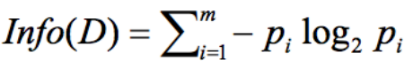 Info(D) = ∑_{i=1}^{m} − p_i log_2 p_i